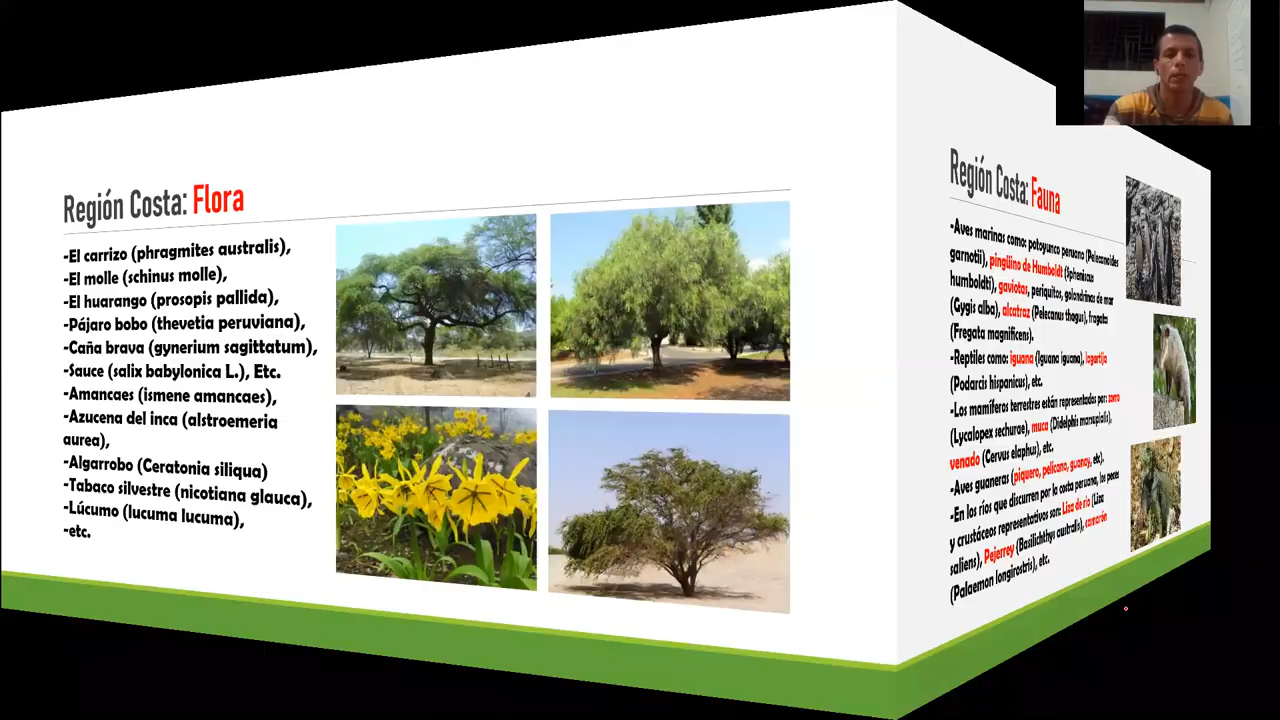 Región Costa: Flora
-El carrizo (phragmites australis),
-El molle (schinus molle),
-El huarango (prosopis pallida),
-Pájaro bobo (thevetia peruviana),
-Caña brava (gynerium sagittatum),
-Sauce (salix babylonica L.), Etc.
-Amancaes (ismene amancaes),
-Azucena del inca (alstroemeria
aurea),
-Algarrobo (Ceratonia siliqua)
-Tabaco silvestre (nicotiana glauca),
-Lúcumo (lucuma lucuma),
-etc.
Región Costa: Fauna
-Aves marinas como: potoyunco peruano (Pelecanoides
garnotii), pingüino de Humboldt (Spheniscus
humboldti), gaviotas, periquitos, golondrinas de mar
(Gygis alba), alcatraz (Pelecanus thogus), fragata
(Fregata magnificens).
-Reptiles como: iguana (Iguana iguana), lagartija
(Podarcis hispanicus), etc.
-Los mamíferos terrestres están representados por: zorro
(Lycalopex sechurae), muca (Didelphis marsupialis),
venado (Cervus elaphus), etc.
-Aves guaneras (piquero, pelícano, guanay, etc).
-En los ríos que discurren por la costa peruana, los peces
y crustáceos representativos son: Liza de río (Liza
saliens), Pejerrey (Basilichthys australis), camarón
(Palaemon longirostris), etc.